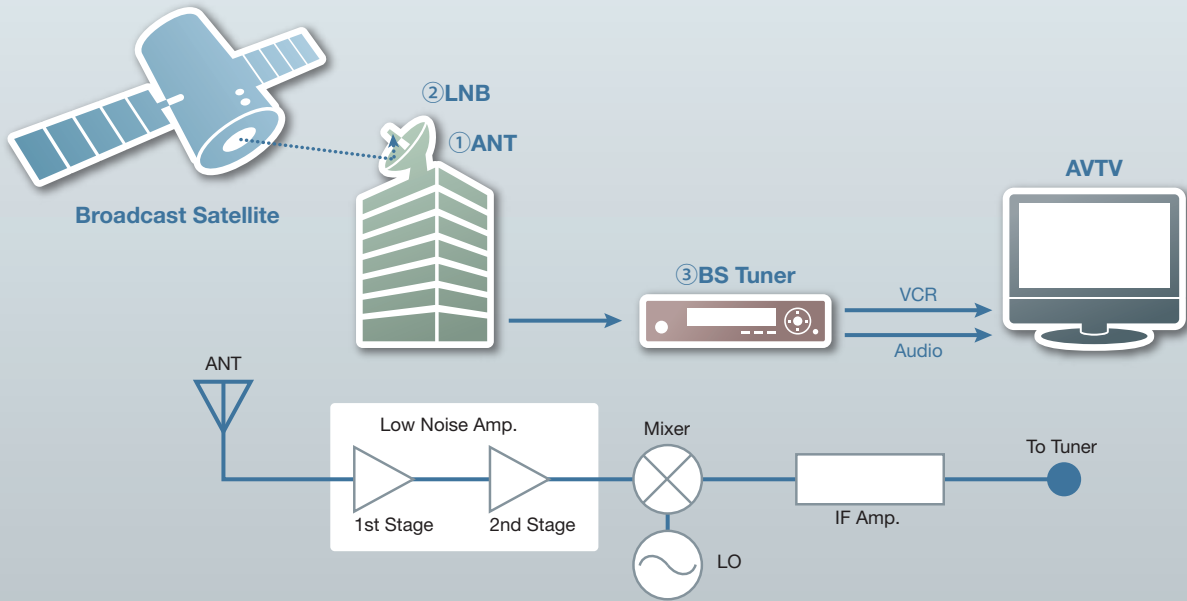 ②LNB
①ANT
Broadcast Satellite
AVTV
③BS Tuner
VCR
Audio
ANT
Low Noise Amp.
1st Stage
2nd Stage
Mixer
LO
IF Amp.
To Tuner